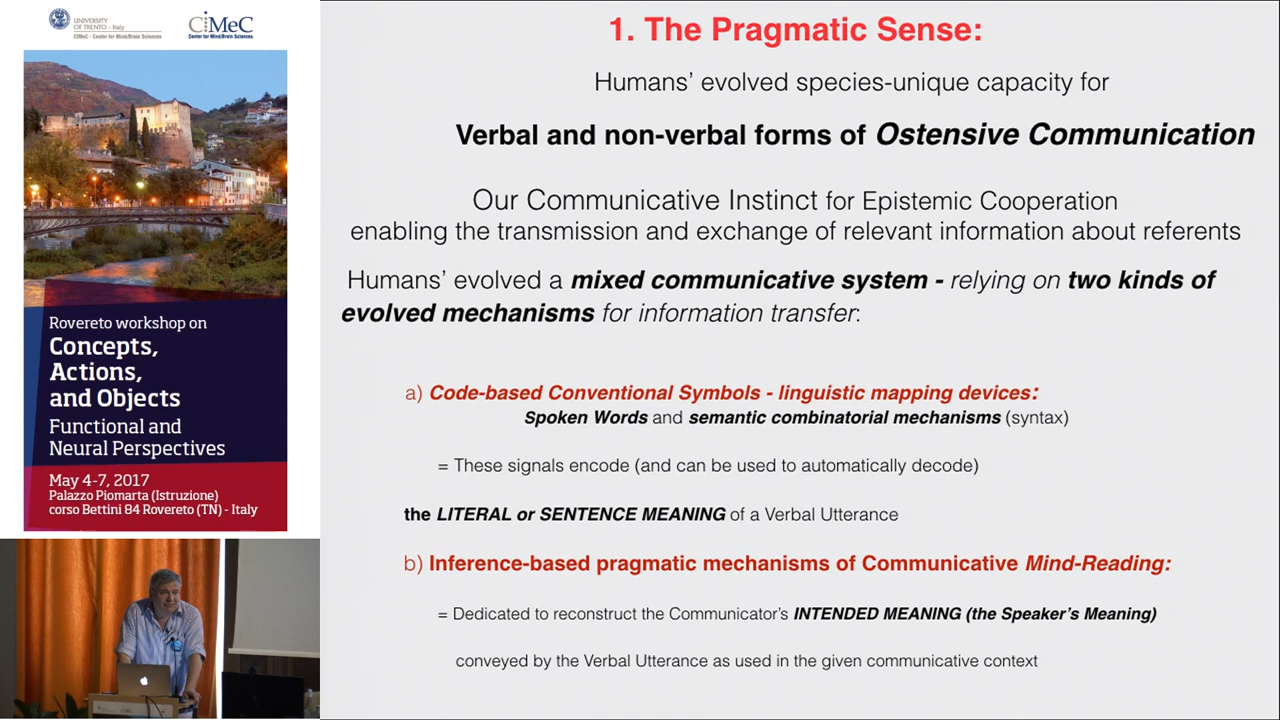 UNIVERSITY
OF TRENTO - Italy
CIMeC - Center for Mind/Brain Sciences
CiMeC
Center for Mind/Brain Sciences
Rovereto workshop on
Concepts,
Actions,
and Objects
Functional and
Neural Perspectives
May 4-7, 2017
Palazzo Piomarta (Istruzione)
corso Bettini 84 Rovereto (TN) - Italy
1. The Pragmatic Sense:
Humans’ evolved species-unique capacity for
Verbal and non-verbal forms of Ostensive Communication
Our Communicative Instinct for Epistemic Cooperation
enabling the transmission and exchange of relevant information about referents
Humans’ evolved a mixed communicative system - relying on two kinds of
evolved mechanisms for information transfer:
a) Code-based Conventional Symbols - linguistic mapping devices:
Spoken Words and semantic combinatorial mechanisms (syntax)
= These signals encode (and can be used to automatically decode)
the LITERAL or SENTENCE MEANING of a Verbal Utterance
b) Inference-based pragmatic mechanisms of Communicative Mind-Reading:
= Dedicated to reconstruct the Communicator’s INTENDED MEANING (the Speaker’s Meaning)
conveyed by the Verbal Utterance as used in the given communicative context